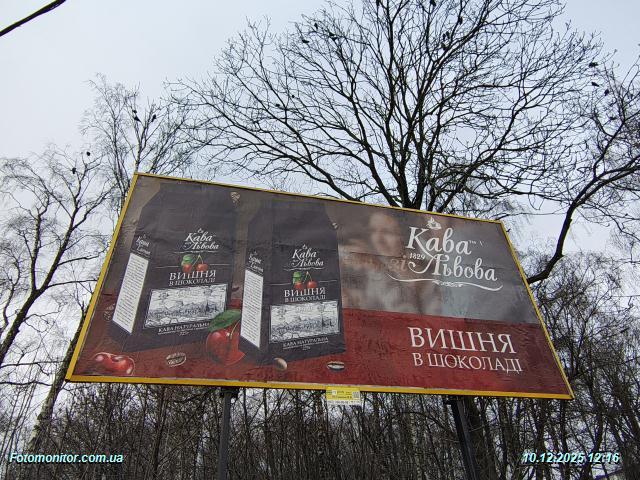 Кава
Львова
ВИШНЯ
В ШОКОЛАДІ
КАВА НАТУРАЛЬНА
Кава
Львова
ВИШНЯ
В ШОКОЛАДІ
КАВА НАТУРАЛЬНА
Кава
1829 Львова
ВИШНЯ
В ШОКОЛАДІ
Fotomonitor.com.ua
10.12.2025 12:16